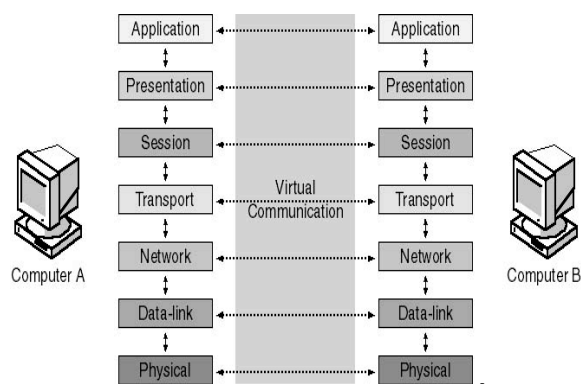 Application
Application
Presentation
Presentation
Session
Session
Transport
Virtual
Communication
Transport
Computer A
Network
Network
Computer B
Data-link
Data-link
Physical
Physical